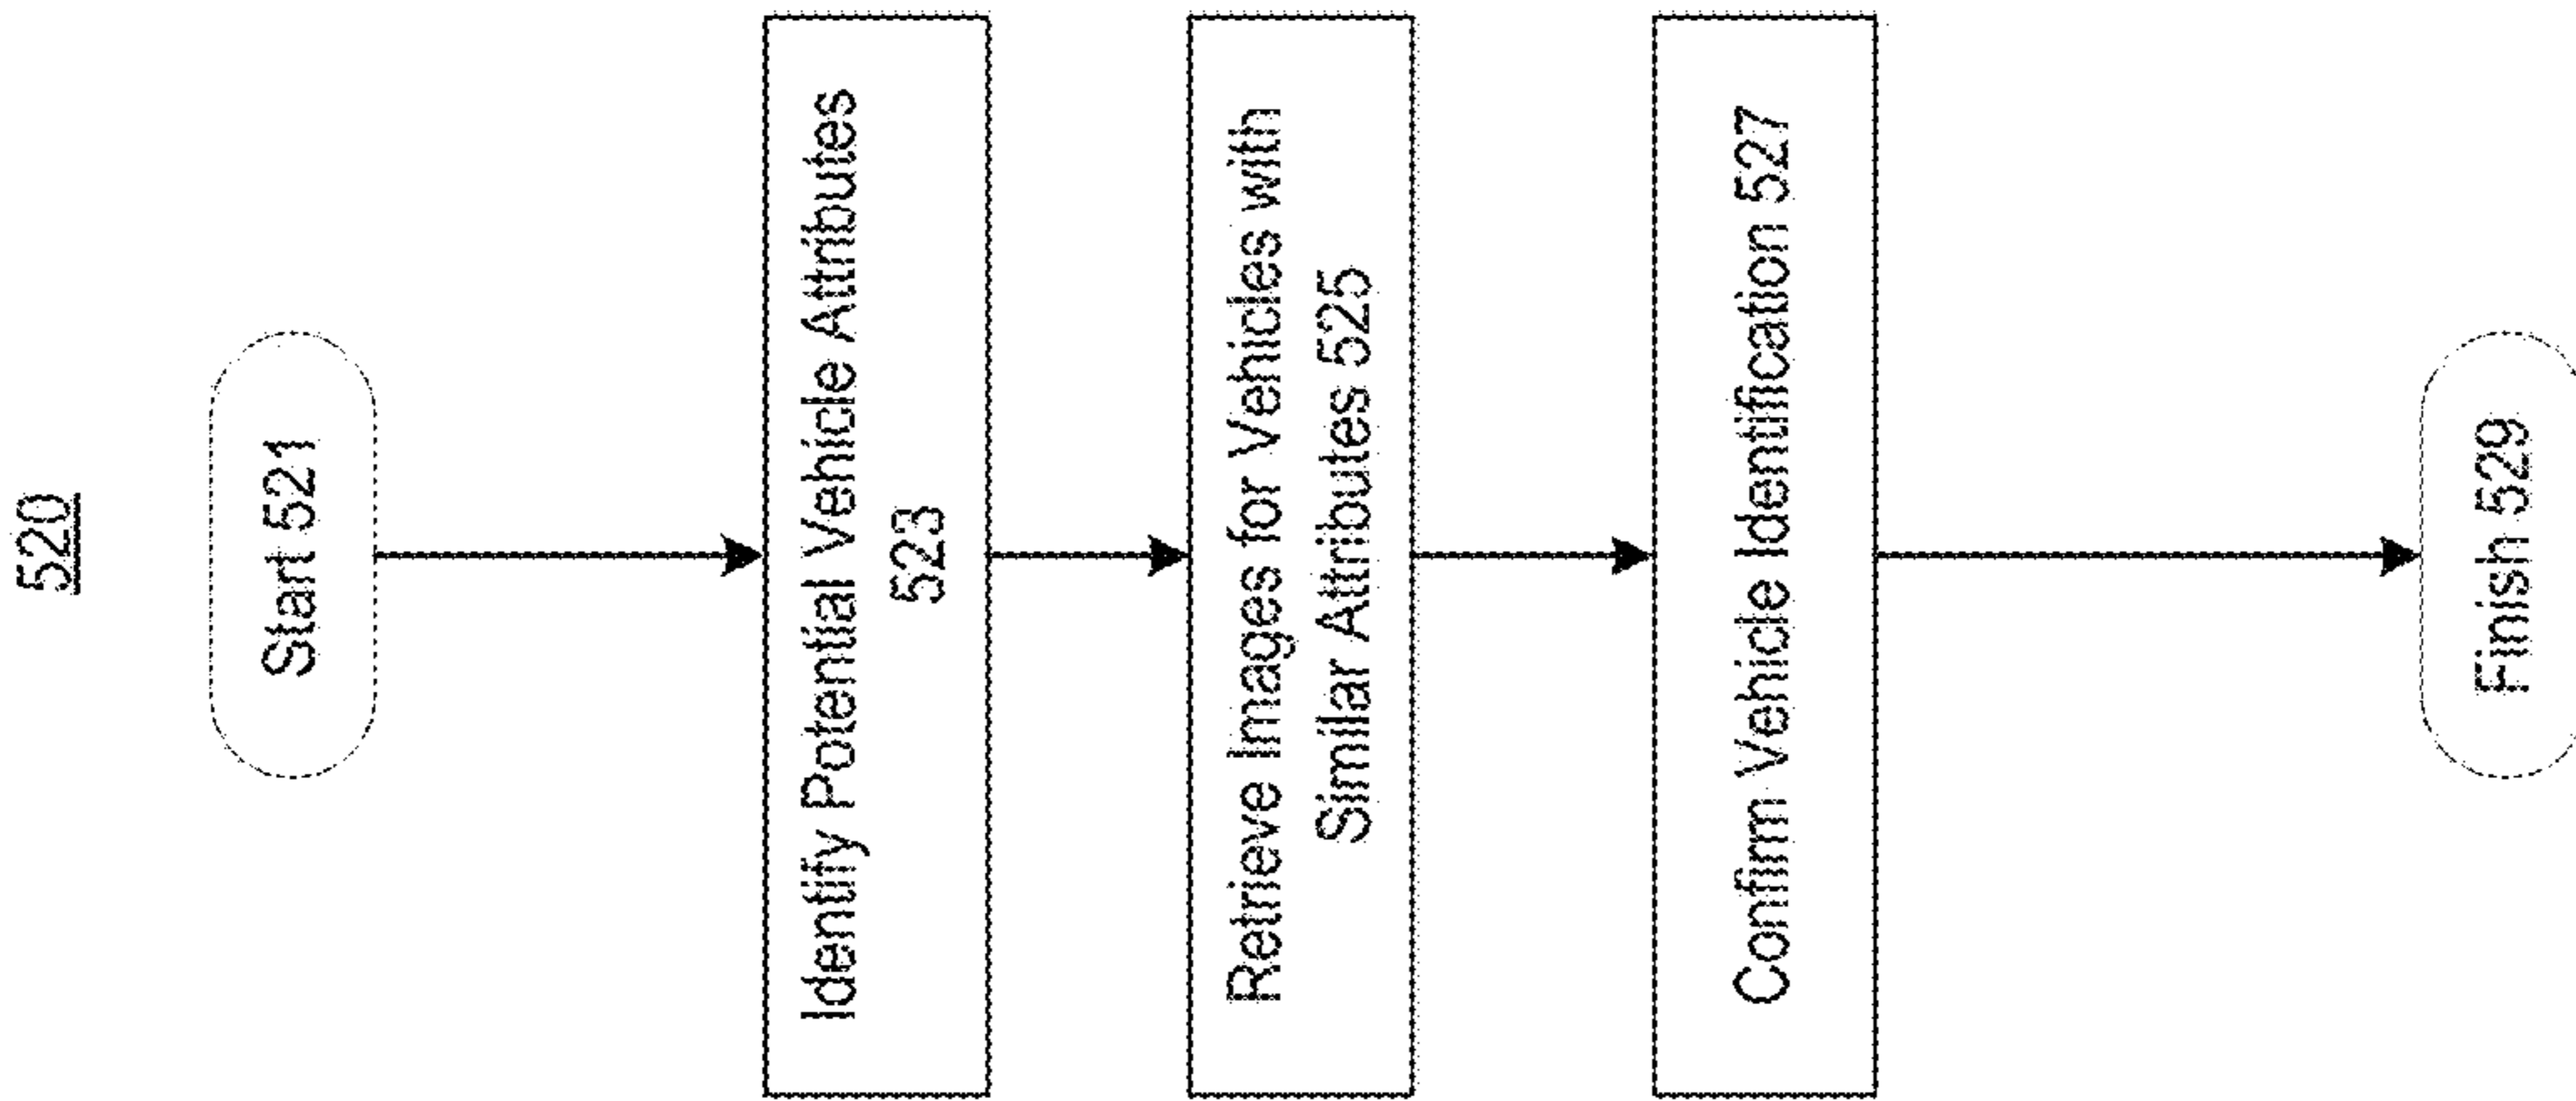 520
Start 521
Identify Potential Vehicle Attributes
523
Retrieve Images for Vehicles with
Similar Attributes 525
Confirm Vehicle Identification 527
Finish 529